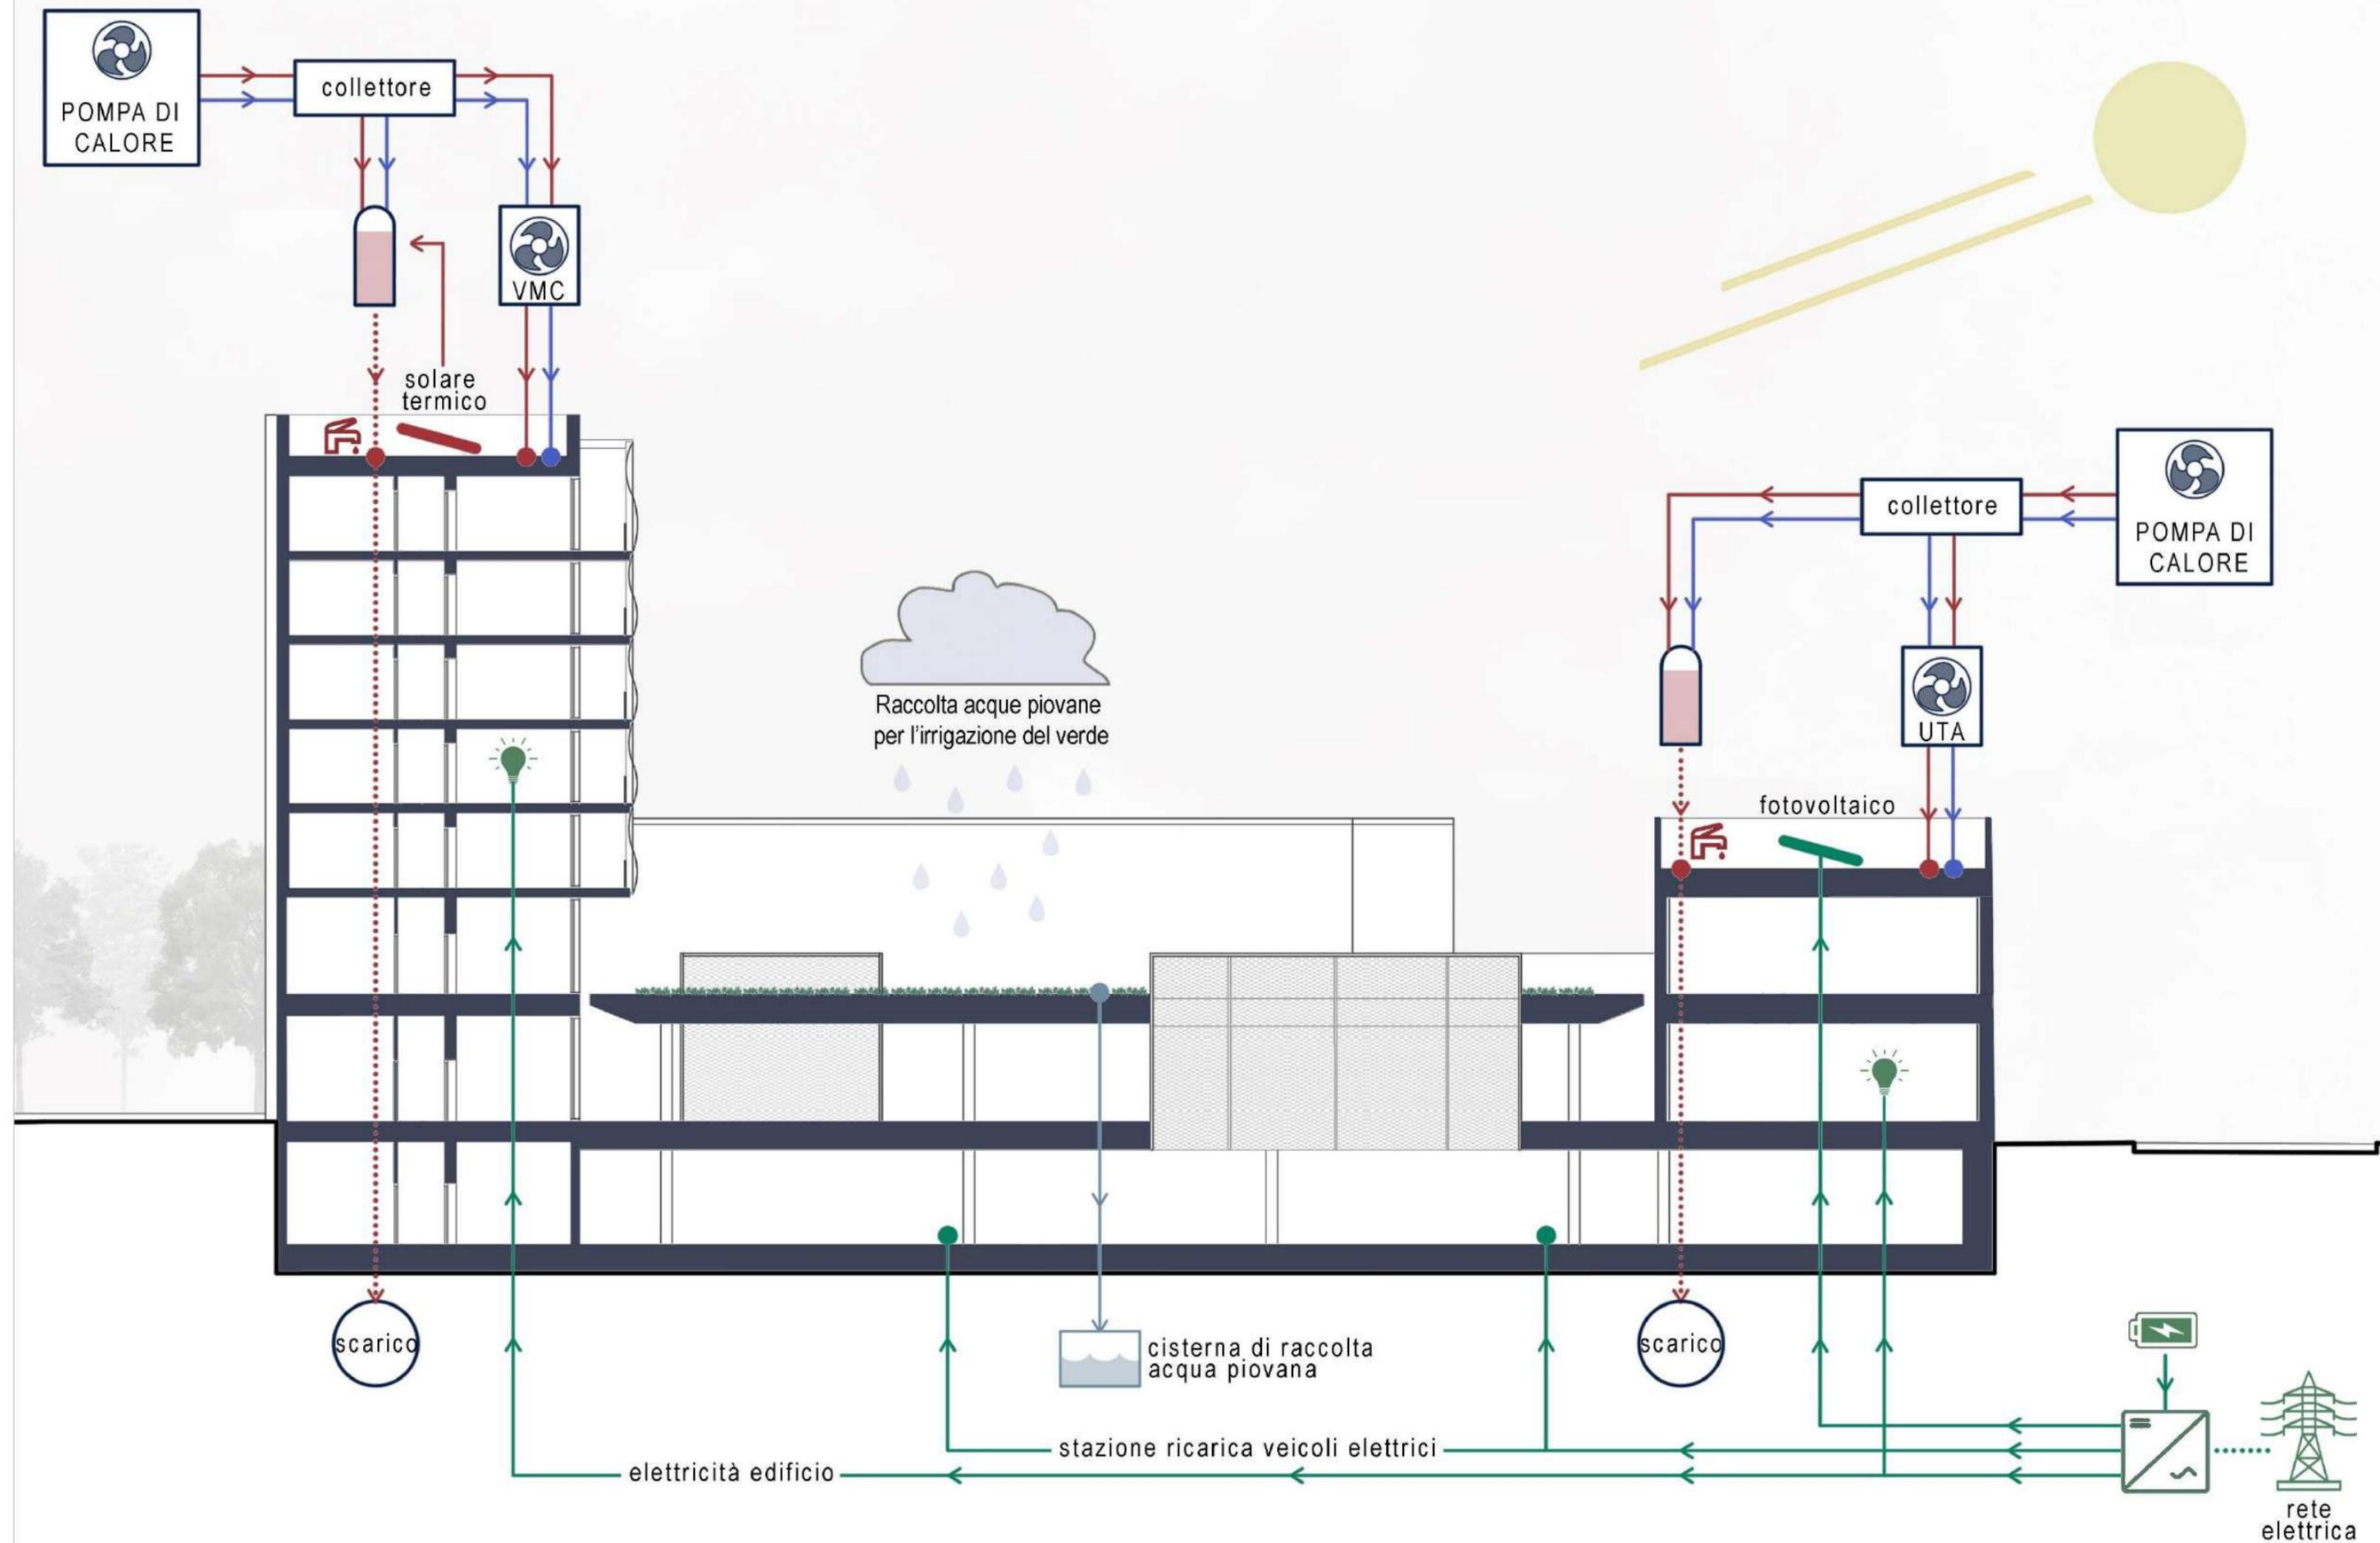 POMPA DI
CALORE
collettore
VMC
solare
termico
collettore
POMPA DI
CALORE
Raccolta acque piovane
per l'irrigazione del verde
UTA
fotovoltaico
scarico
cisterna di raccolta
acqua piovana
scarico
stazione ricarica veicoli elettrici
elettricità edificio
rete
elettrica